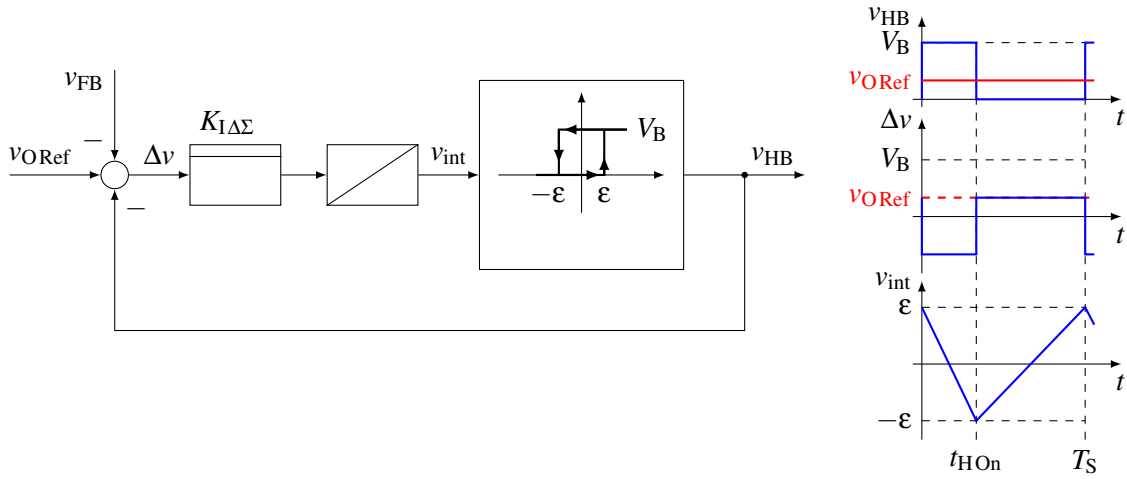 v_FB
K_IΔΣ
v_ORef
Δv
v_int
v_HB
V_B
−ε
ε
−
−
v_HB
V_B
v_ORef
t
Δv
V_B
v_ORef
t
v_int
ε
t
−ε
t_HOn
T_S